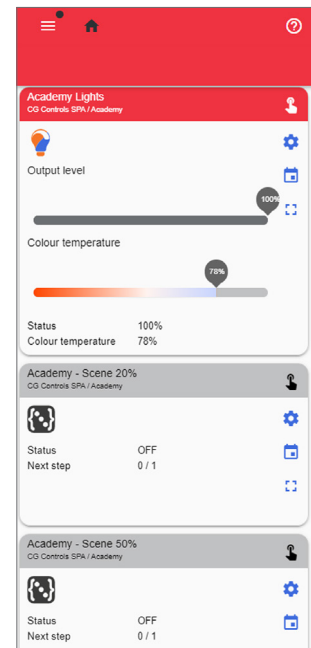 Academy Lights
CG Controls SPA / Academy
Output level
100%
Colour temperature
78%
Status 100%
Colour temperature 78%
Academy - Scene 20%
CG Controls SPA / Academy
Status OFF
Next step 0 / 1
Academy - Scene 50%
CG Controls SPA / Academy
Status OFF
Next step 0 / 1